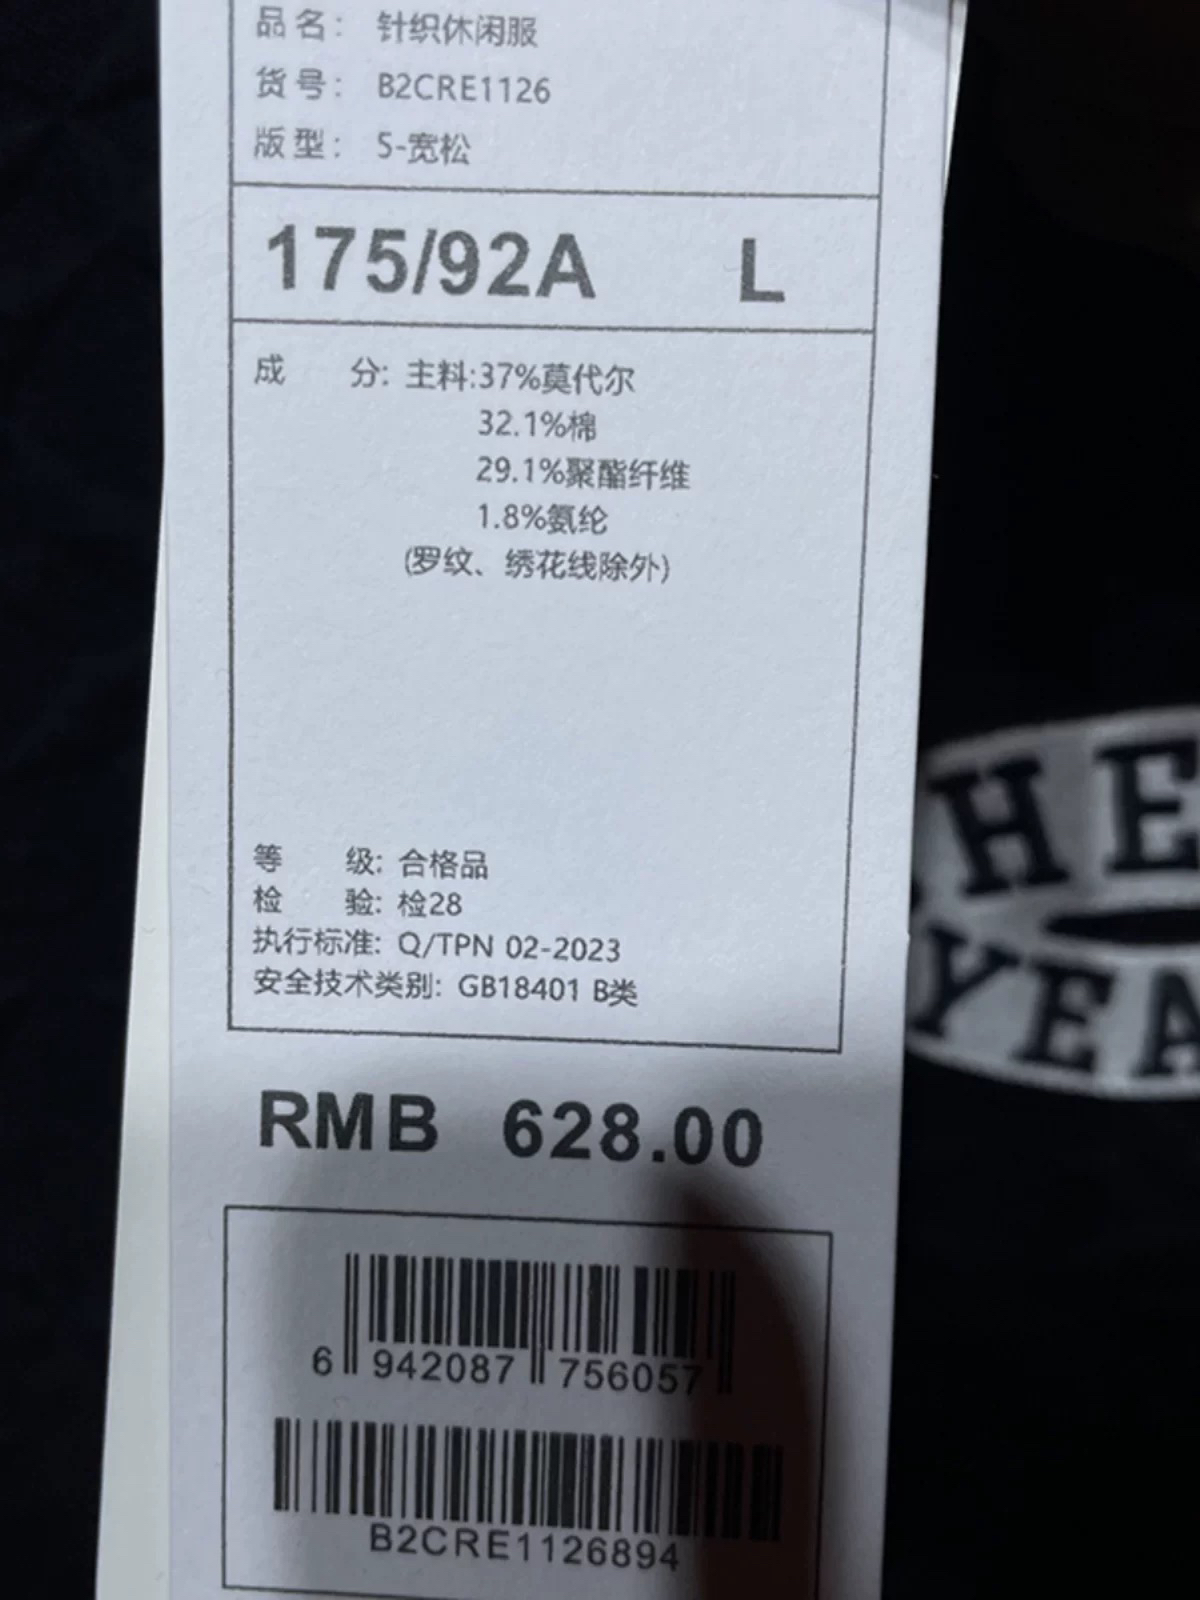 品名： 针织休闲服
货号： B2CRE1126
版型： 5-宽松
175/92A L
成 分: 主料:37%莫代尔
32.1%棉
29.1%聚酯纤维
1.8%氨纶
(罗纹、绣花线除外)
等 级: 合格品
检 验: 检28
执行标准: Q/TPN 02-2023
安全技术类别: GB18401 B类
RMB 628.00
6 942087 756057
B2CRE1126894
HE
YEA